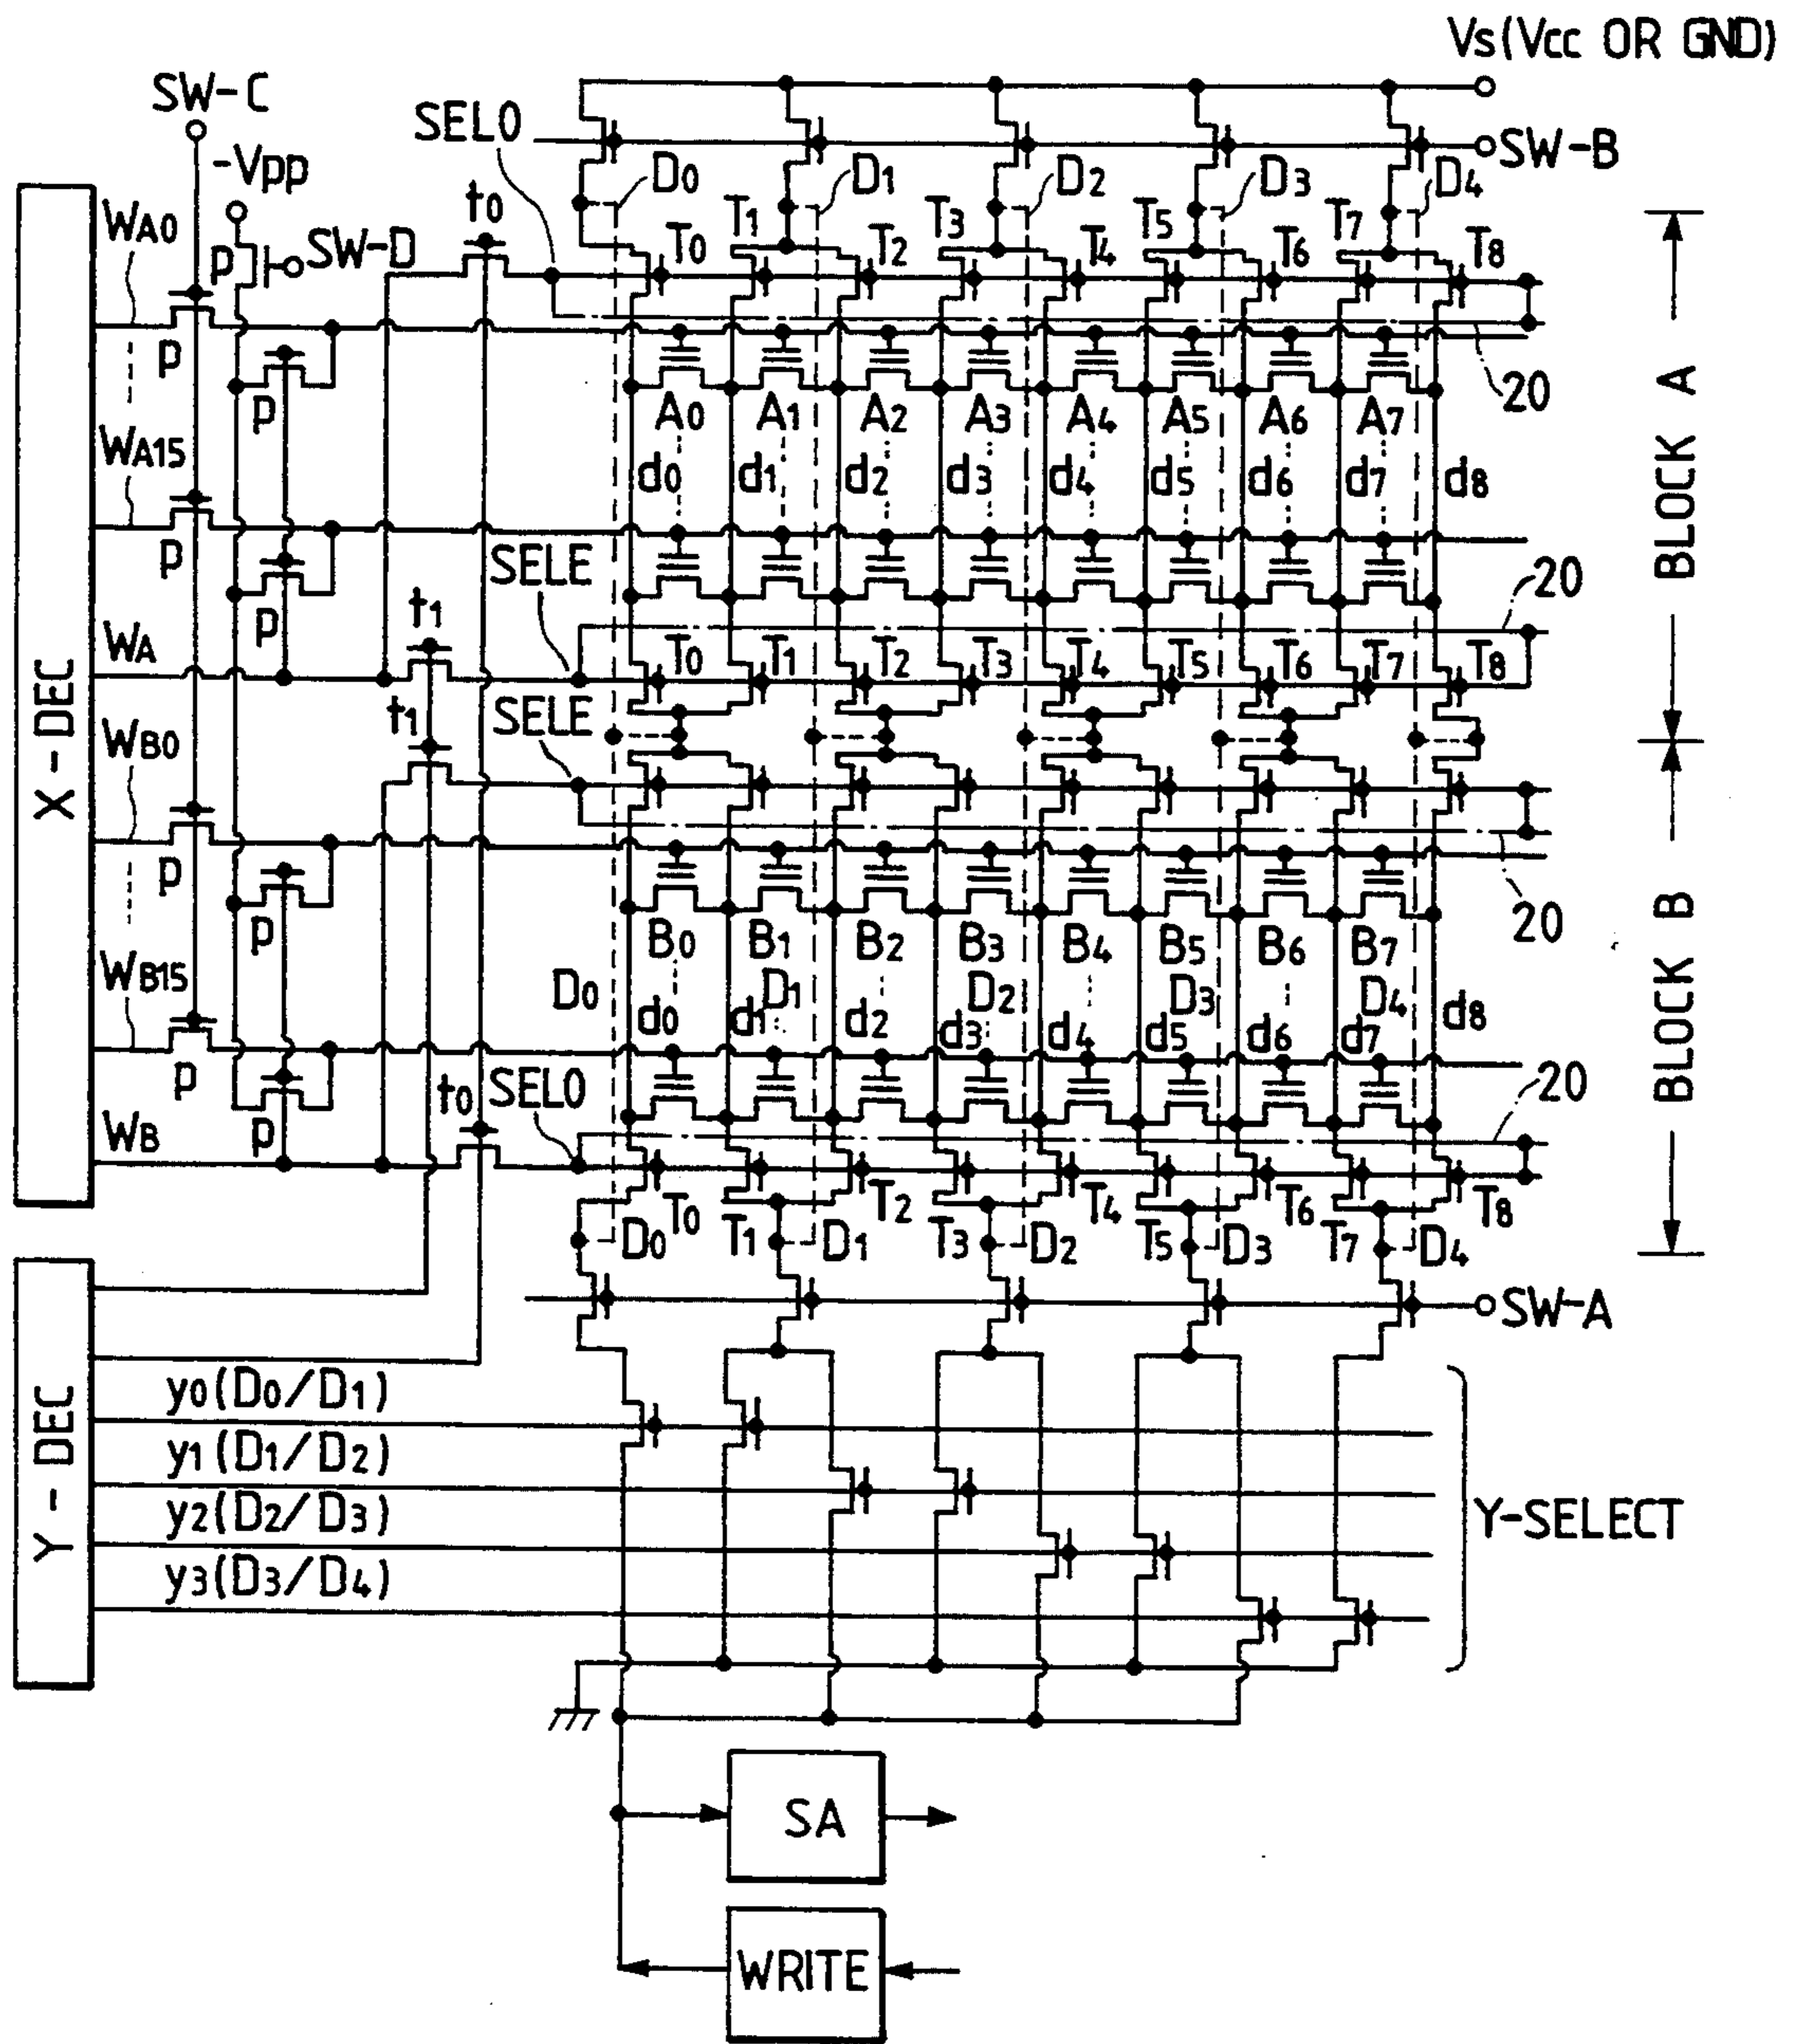 Vs(Vcc OR GND)
SW-C
SEL0
SW-B
-Vpp
D0 D1 D2 D3 D4
t0
WA0
P SW-D
T0 T1 T2 T3 T4 T5 T6 T7 T8
P
P
20
A0 A1 A2 A3 A4 A5 A6 A7
BLOCK A
WA15
d0 d1 d2 d3 d4 d5 d6 d7 d8
P
SELE
20
P
t1
WA
T0 T1 T2 T3 T4 T5 T6 T7 T8
X-DEC
t1
SELE
WB0
P
20
P
B0 B1 B2 B3 B4 B5 B6 B7
BLOCK B
WB15
D0 D1 D2 D3 D4
d0 d1 d2 d3 d4 d5 d6 d7 d8
P
t0
SEL0
20
P
WB
T0 T1 T2 T3 T4 T5 T6 T7 T8
D0 D1 D2 D3 D4
SW-A
Y-DEC
y0(D0/D1)
y1(D1/D2)
y2(D2/D3)
y3(D3/D4)
Y-SELECT
SA
WRITE